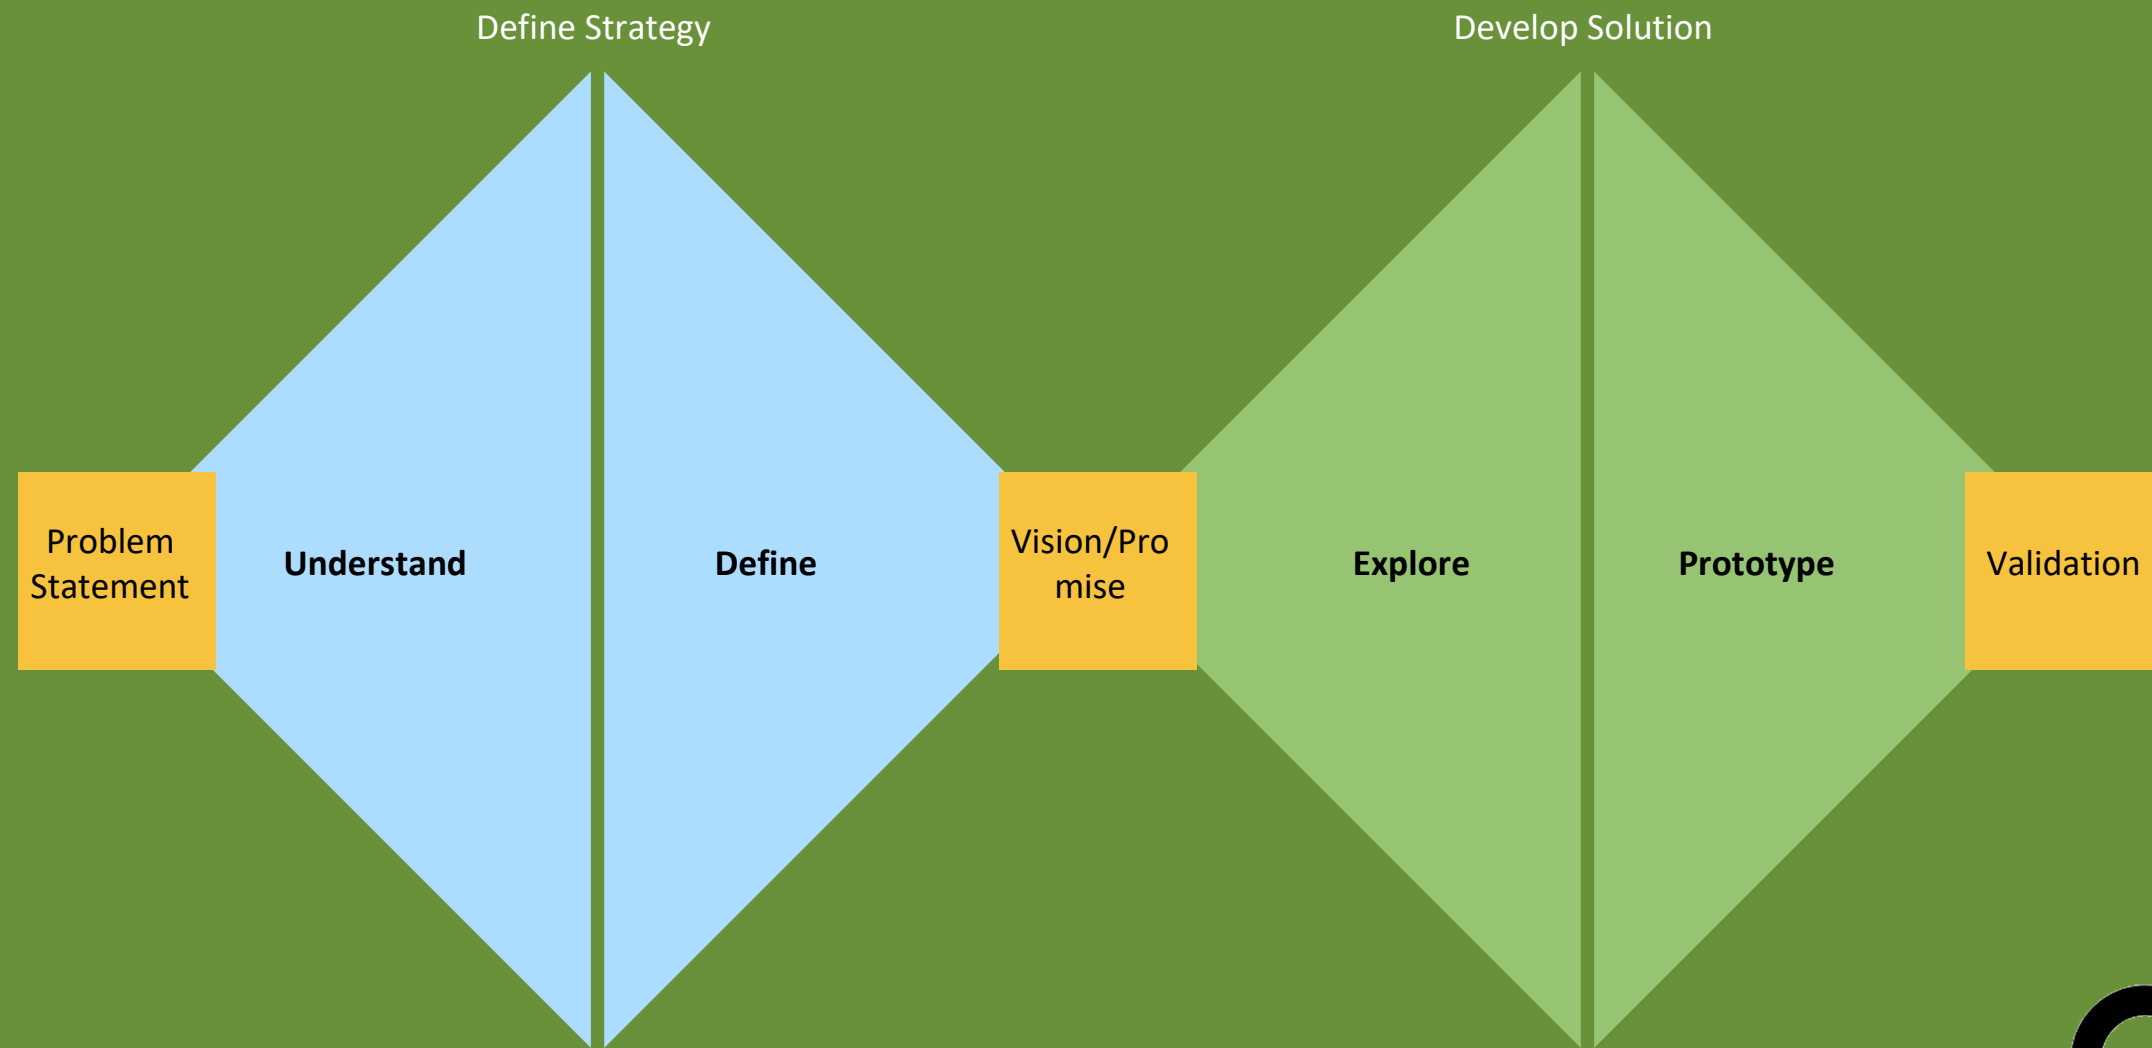 Define Strategy
Develop Solution
Problem
Statement
Understand
Define
Vision/Pro
mise
Explore
Prototype
Validation